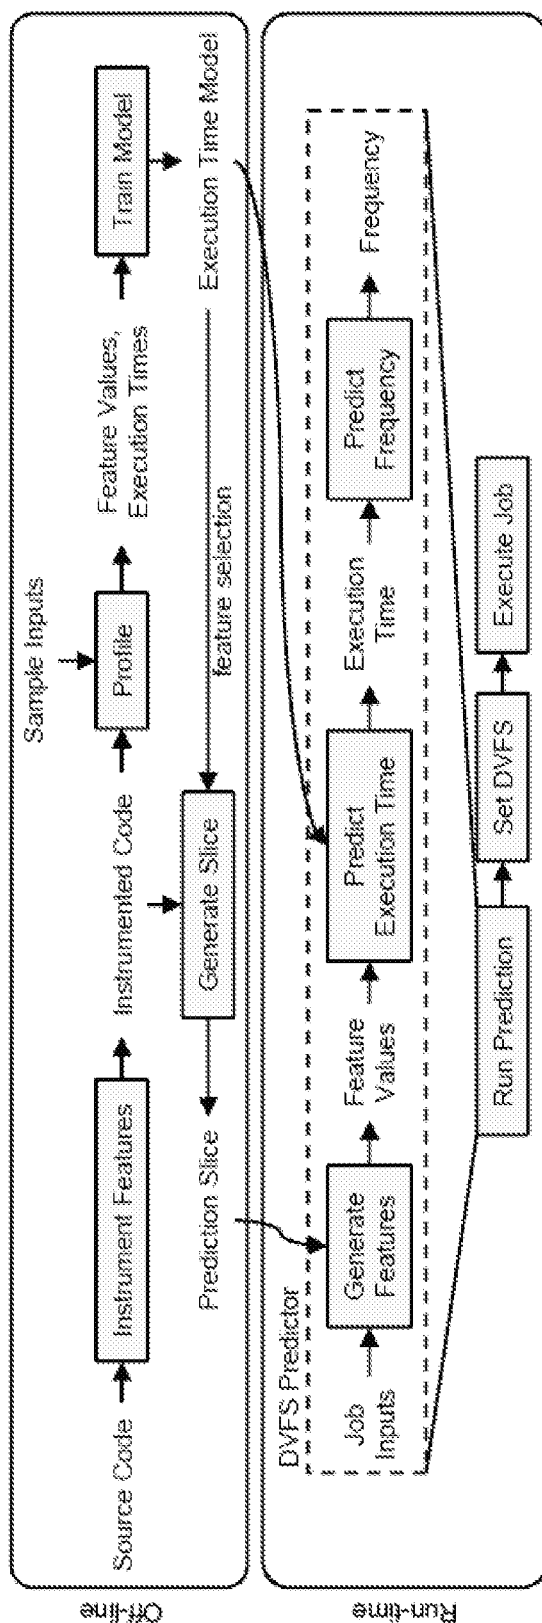 Off-line
Sample Inputs
Source Code
Instrument Features
Instrumented Code
Profile
Feature Values,
Execution Times
Train Model
Prediction Slice
Generate Slice
feature selection
Execution Time Model
Run-time
DVFS Predictor
Job
Inputs
Generate
Features
Feature
Values
Predict
Execution Time
Execution
Time
Predict
Frequency
Frequency
Run Prediction
Set DVFS
Execute Job